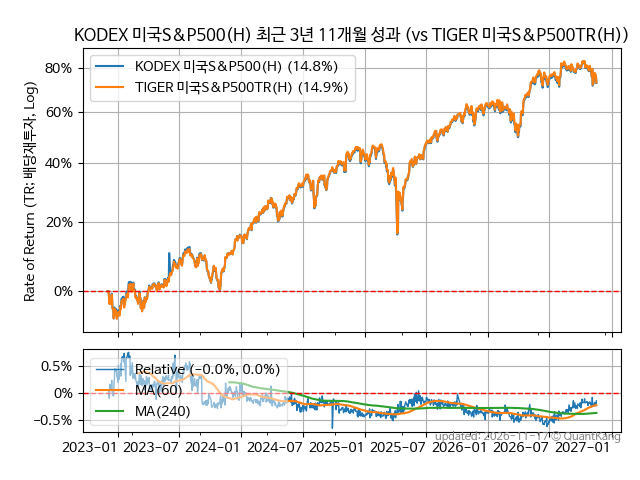 KODEX 미국S&P500(H) 최근 3년 11개월 성과 (vs TIGER 미국S&P500TR(H))
Rate of Return (TR: 배당재투자, Log)
80%
60%
40%
20%
0%
KODEX 미국S&P500(H) (14.8%)
TIGER 미국S&P500TR(H) (14.9%)
0.5%
0.0%
−0.5%
Relative (−0.0%, 0.0%)
MA(60)
MA(240)
2023-01 2023-07 2024-01 2024-07 2025-01 2025-07 2026-01 2026-07 2027-01
updated: 2026-11-17 © QuantKang